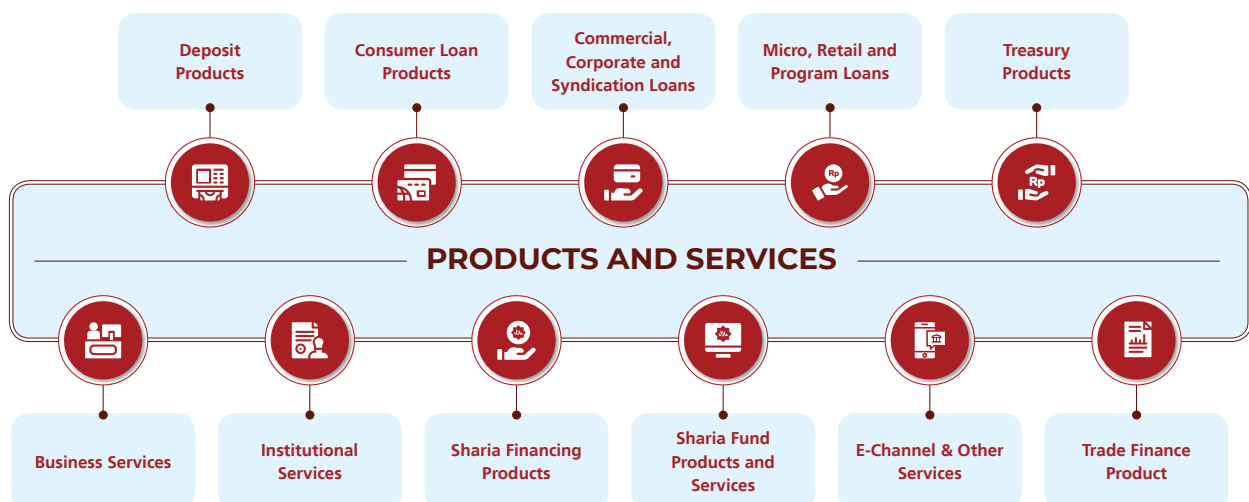 Deposit
Products
Consumer Loan
Products
Commercial,
Corporate and
Syndication Loans
Micro, Retail and
Program Loans
Treasury
Products
Rp
Rp
PRODUCTS AND SERVICES
Business Services
Institutional
Services
Sharia Financing
Products
Sharia Fund
Products and
Services
E-Channel & Other
Services
Trade Finance
Product